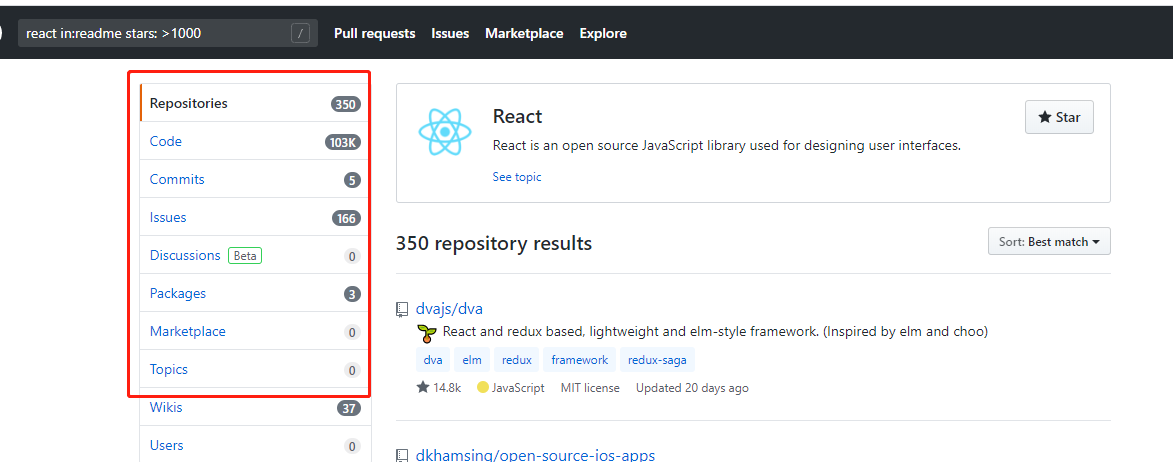 react in:readme stars: >1000 / Pull requests Issues Marketplace Explore
Repositories 350
Code 103K
Commits 5
Issues 166
Discussions Beta 0
Packages 3
Marketplace 0
Topics 0
Wikis 37
Users 0
React
Star
React is an open source JavaScript library used for designing user interfaces.
See topic
350 repository results
Sort: Best match
dvajs/dva
React and redux based, lightweight and elm-style framework. (Inspired by elm and choo)
dva elm redux framework redux-saga
14.8k JavaScript MIT license Updated 20 days ago
dkhamsing/open-source-ios-apps